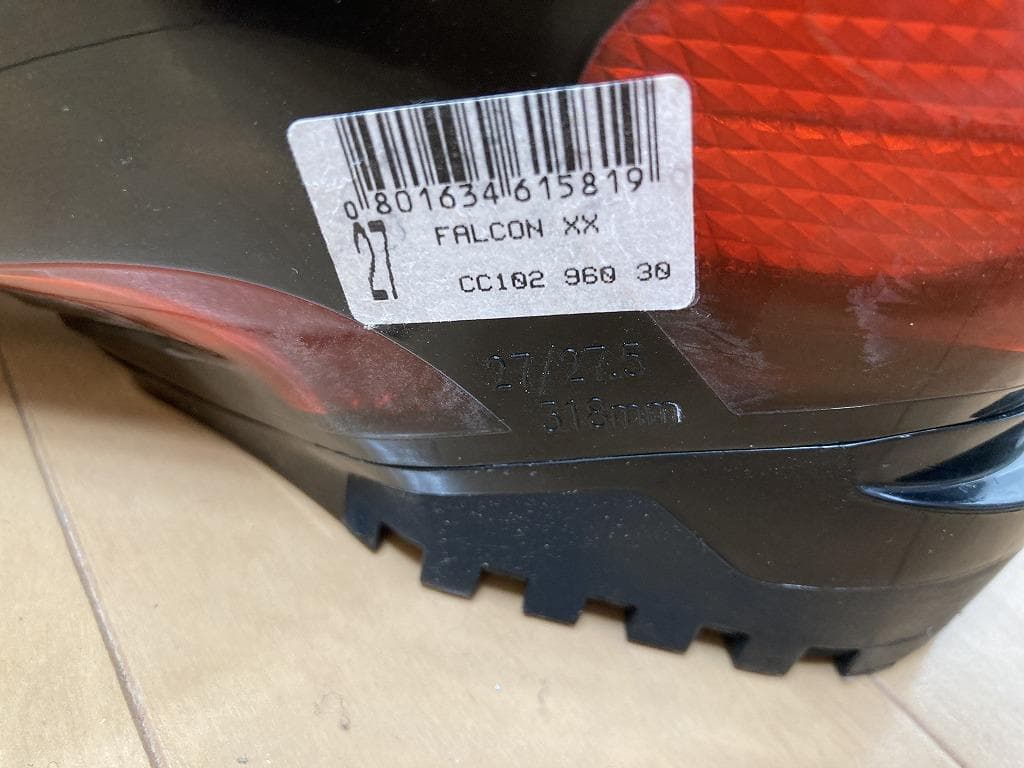 0 801634 615819
27
FALCON XX
CC102 960 30
27/27.5
318mm